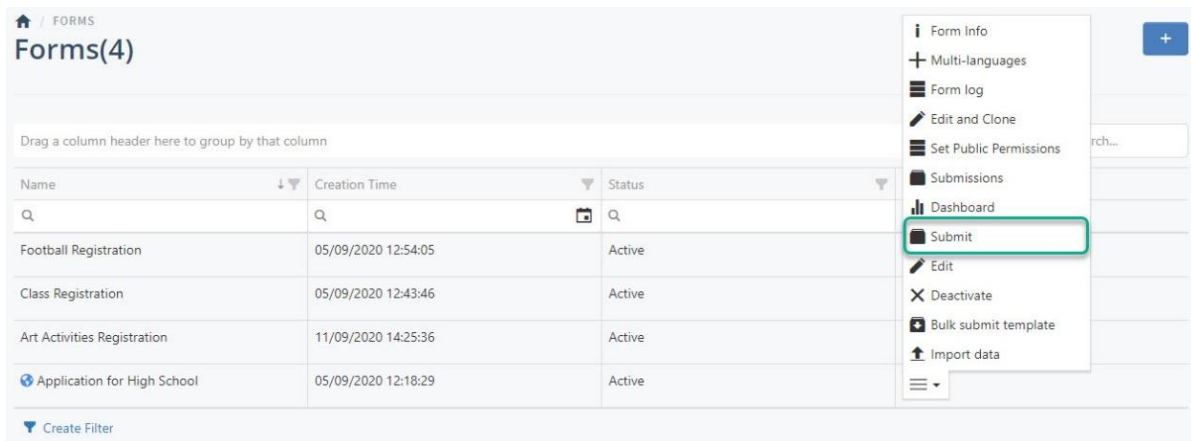 / FORMS
Forms(4)
+
Form Info
Multi-languages
Form log
Edit and Clone
Set Public Permissions
Submissions
Dashboard
Submit
Edit
Deactivate
Bulk submit template
Import data
Drag a column header here to group by that column
rch...
Name Creation Time Status
Football Registration 05/09/2020 12:54:05 Active
Class Registration 05/09/2020 12:43:46 Active
Art Activities Registration 11/09/2020 14:25:36 Active
Application for High School 05/09/2020 12:18:29 Active
Create Filter